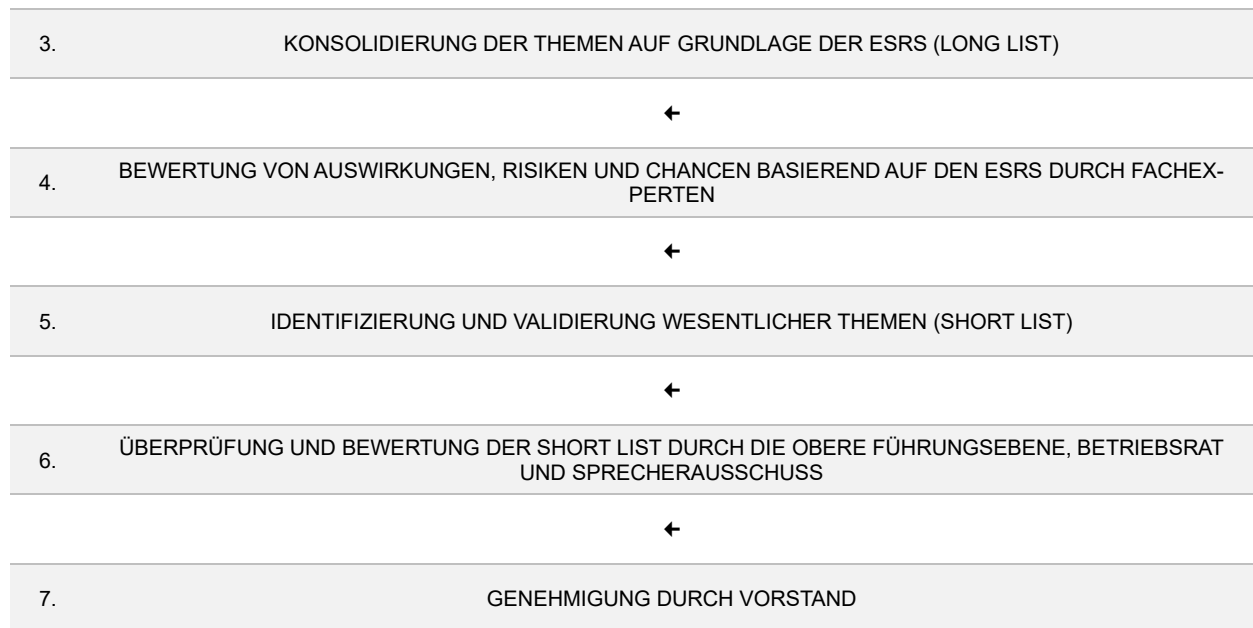 3. KONSOLIDIERUNG DER THEMEN AUF GRUNDLAGE DER ESRS (LONG LIST)
🡸
4. BEWERTUNG VON AUSWIRKUNGEN, RISIKEN UND CHANCEN BASIEREND AUF DEN ESRS DURCH FACHEX-
PERTEN
🡸
5. IDENTIFIZIERUNG UND VALIDIERUNG WESENTLICHER THEMEN (SHORT LIST)
🡸
6. ÜBERPRÜFUNG UND BEWERTUNG DER SHORT LIST DURCH DIE OBERE FÜHRUNGSEBENE, BETRIEBSRAT
UND SPRECHERAUSSCHUSS
🡸
7. GENEHMIGUNG DURCH VORSTAND